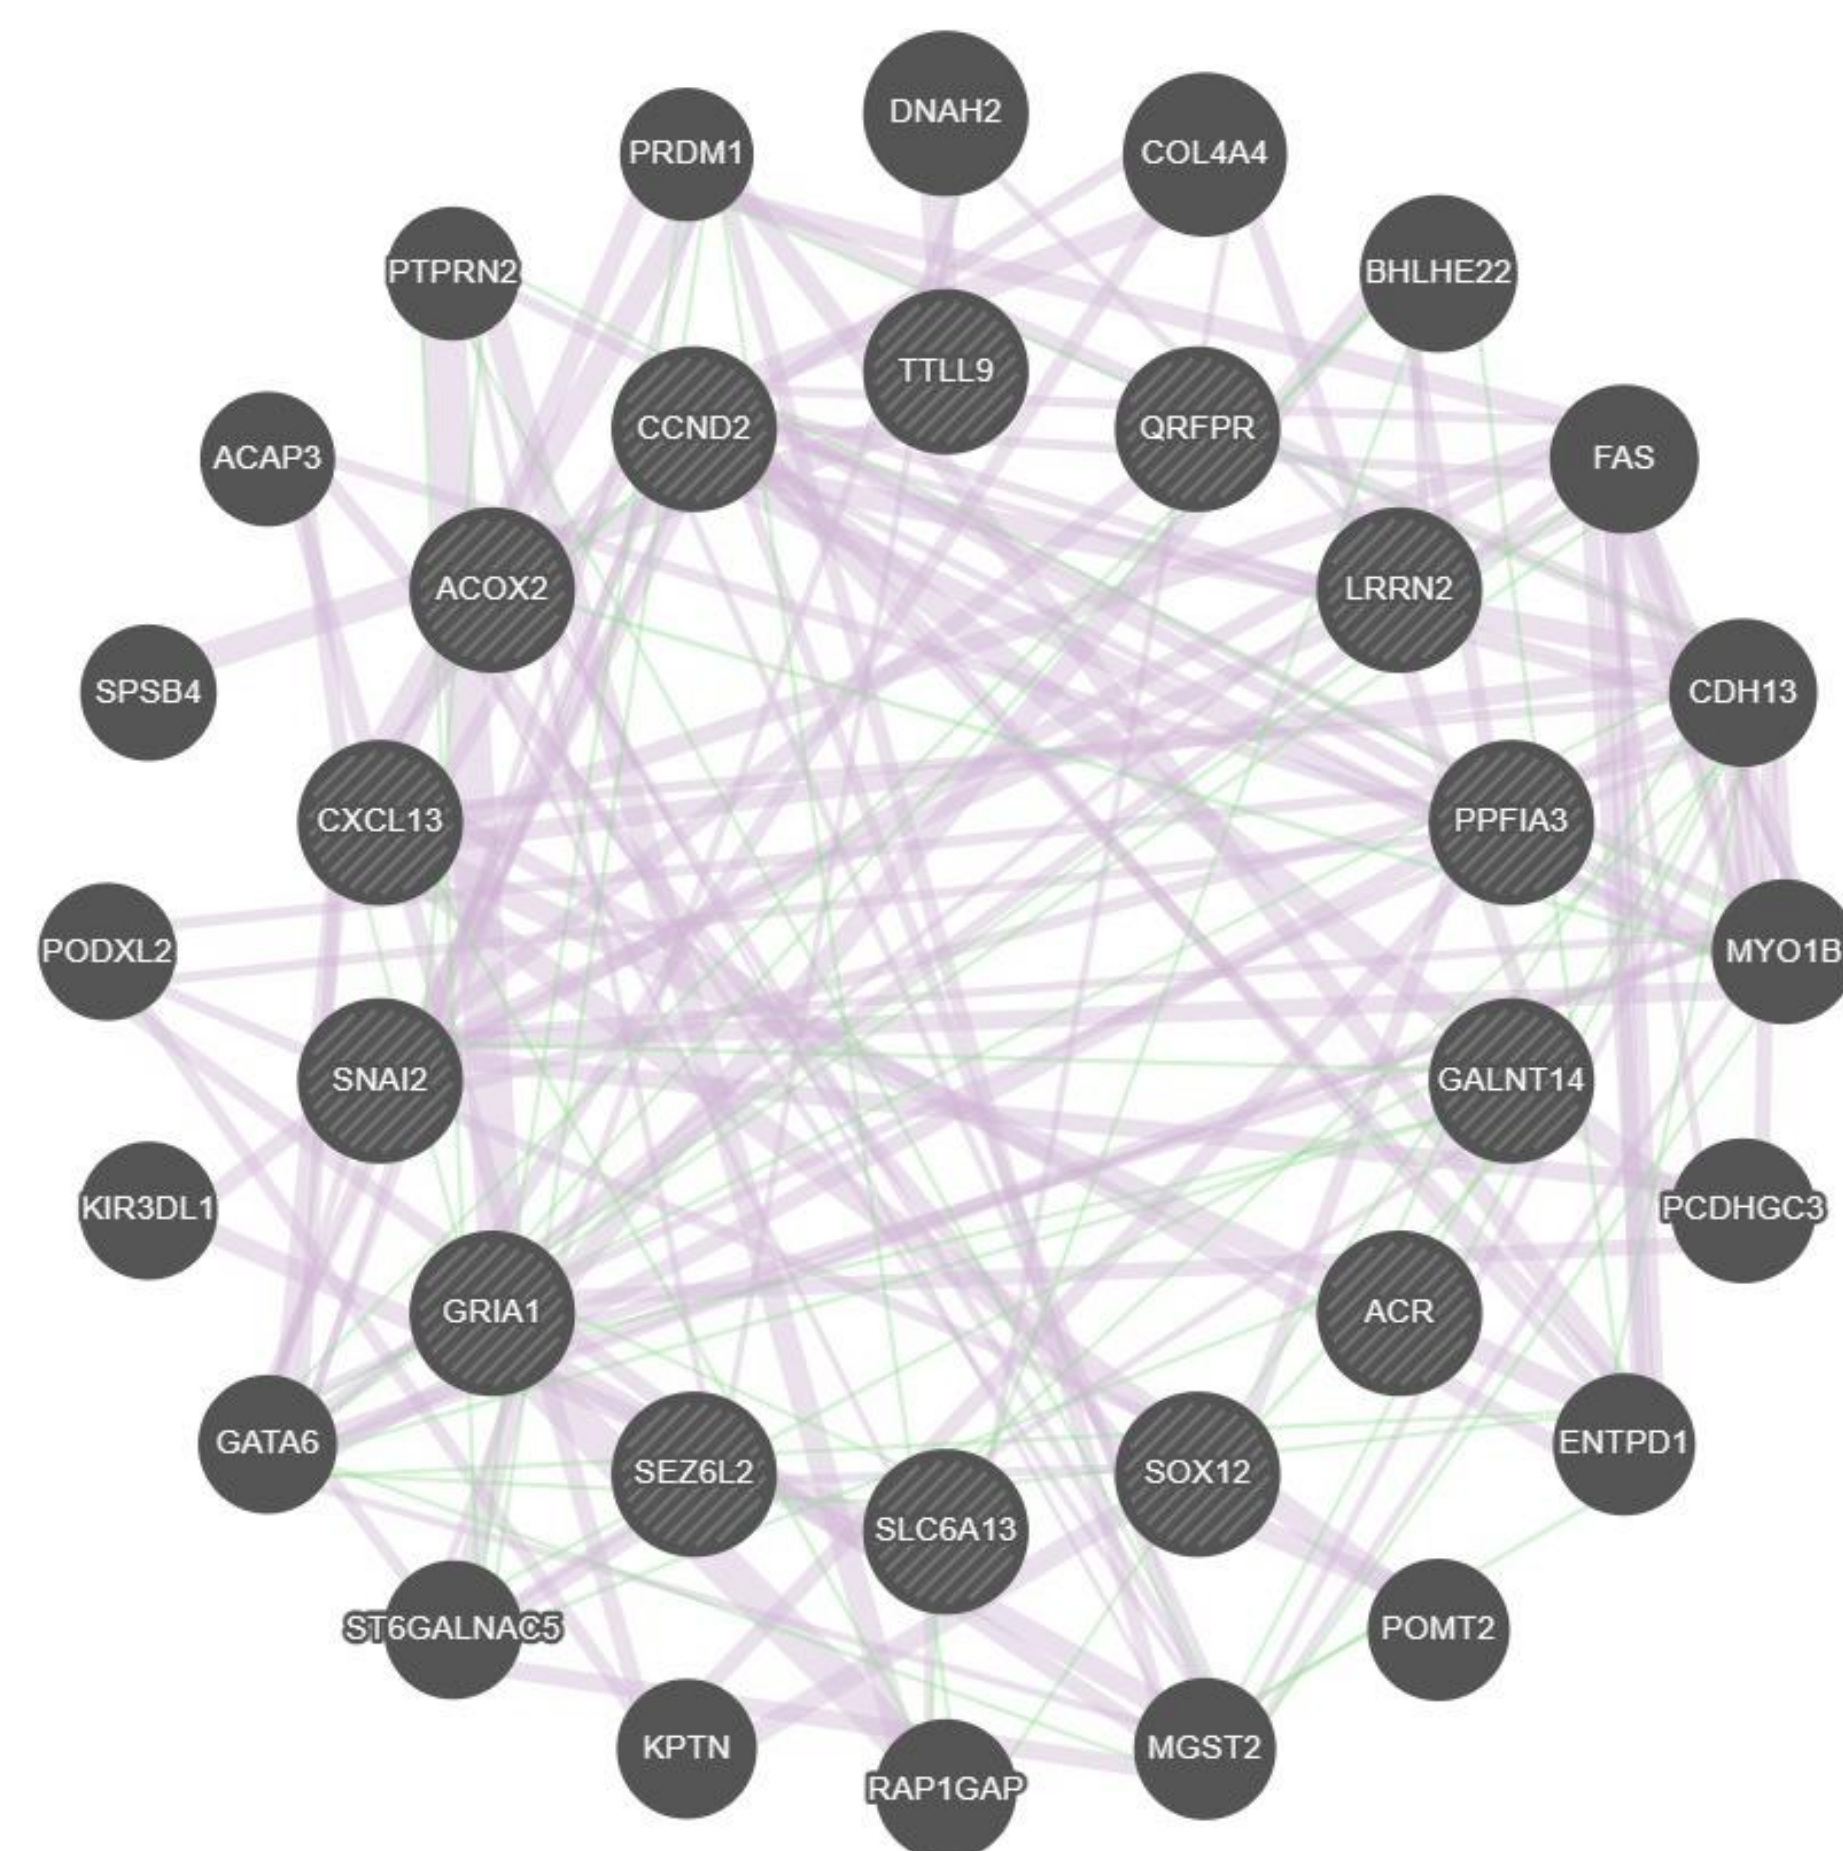 DNAH2
PRDM1
COL4A4
PTPRN2
BHLHE22
TTLL9
CCND2
QRFPR
ACAP3
FAS
ACOX2
LRRN2
SPSB4
CDH13
CXCL13
PPFIA3
PODXL2
MYO1B
SNAI2
GALNT14
KIR3DL1
PCDHGC3
GRIA1
ACR
GATA6
ENTPD1
SEZ6L2
SOX12
SLC6A13
ST6GALNAC5
POMT2
KPTN
MGST2
RAP1GAP